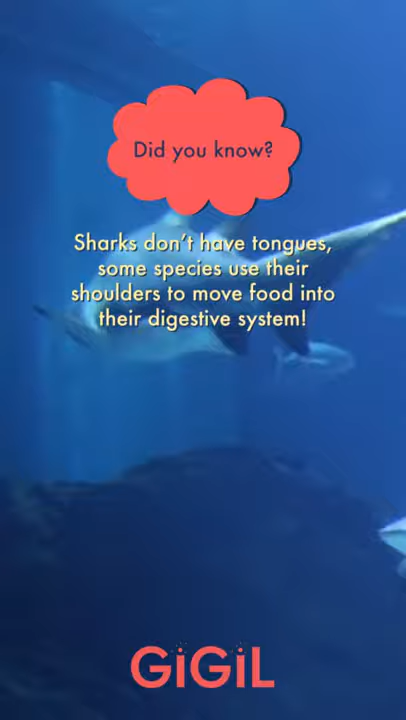 Did you know?
Sharks don't have tongues,
some species use their
shoulders to move food into
their digestive system!
GiGiL